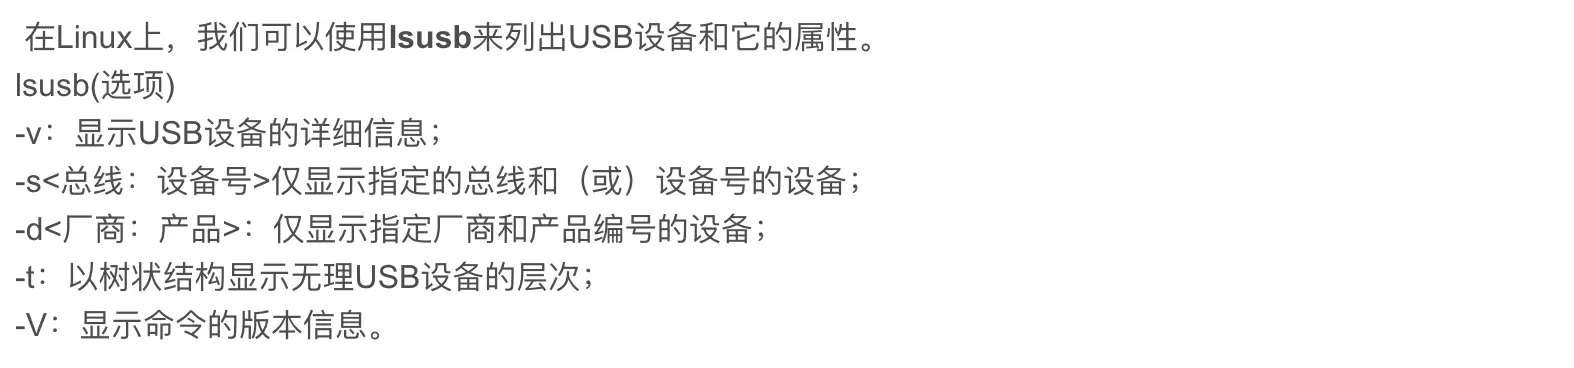 在Linux上，我们可以使用lsusb来列出USB设备和它的属性。
lsusb(选项)
-v：显示USB设备的详细信息；
-s<总线：设备号>仅显示指定的总线和（或）设备号的设备；
-d<厂商：产品>：仅显示指定厂商和产品编号的设备；
-t：以树状结构显示无理USB设备的层次；
-V：显示命令的版本信息。